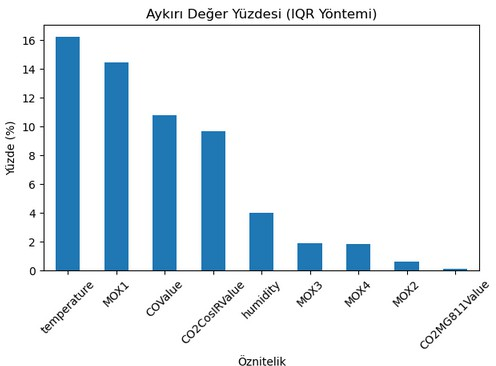 Aykırı Değer Yüzdesi (IQR Yöntemi)
Yüzde (%)
16
14
12
10
8
6
4
2
0
temperature
MOX1
COValue
CO2CosIRValue
humidity
MOX3
MOX4
MOX2
CO2MG811Value
Öznitelik